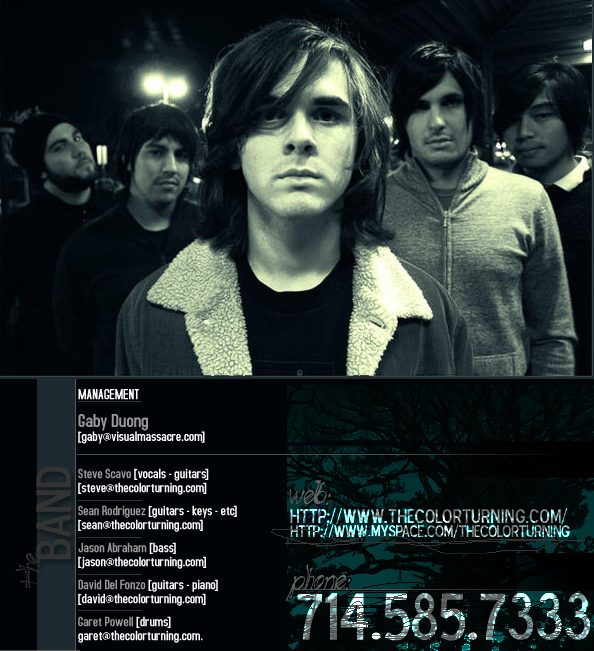 MANAGEMENT
Gaby Duong
[gaby@visualmassacre.com]
the BAND
Steve Scavo [vocals - guitars]
[steve@thecolorturning.com]
Sean Rodriguez [guitars - keys - etc]
[sean@thecolorturning.com]
Jason Abraham [bass]
[jason@thecolorturning.com]
David Del Fonzo [guitars - piano]
[david@thecolorturning.com]
Garet Powell [drums]
garet@thecolorturning.com.
web:
HTTP://WWW.THECOLORTURNING.COM/
HTTP://WWW.MYSPACE.COM/THECOLORTURNING
phone:
714.585.7333